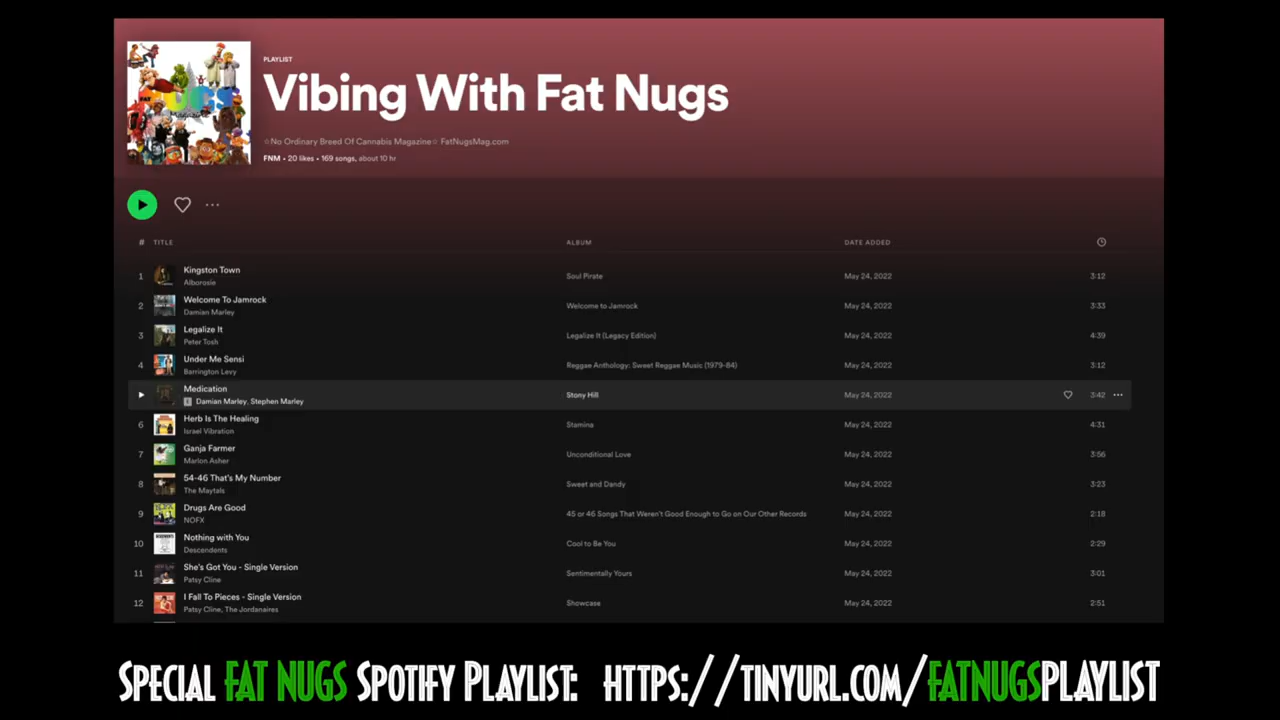 PLAYLIST
Vibing With Fat Nugs
☆No Ordinary Breed Of Cannabis Magazine☆ FatNugsMag.com
FNM • 20 likes • 169 songs, about 10 hr
# TITLE ALBUM DATE ADDED
1 Kingston Town Soul Pirate May 24, 2022 3:12
Alborosie
2 Welcome To Jamrock Welcome to Jamrock May 24, 2022 3:33
Damian Marley
3 Legalize It Legalize It (Legacy Edition) May 24, 2022 4:39
Peter Tosh
4 Under Me Sensi Reggae Anthology: Sweet Reggae Music (1979-84) May 24, 2022 3:12
Barrington Levy
Medication Stony Hill May 24, 2022 3:42
E Damian Marley, Stephen Marley
6 Herb Is The Healing Stamina May 24, 2022 4:31
Israel Vibration
7 Ganja Farmer Unconditional Love May 24, 2022 3:56
Marlon Asher
8 54-46 That's My Number Sweet and Dandy May 24, 2022 3:23
The Maytals
9 Drugs Are Good 45 or 46 Songs That Weren't Good Enough to Go on Our Other Records May 24, 2022 2:18
NOFX
10 Nothing with You Cool to Be You May 24, 2022 2:29
Descendents
11 She's Got You - Single Version Sentimentally Yours May 24, 2022 3:01
Patsy Cline
12 I Fall To Pieces - Single Version Showcase May 24, 2022 2:51
Patsy Cline, The Jordanaires
SPECIAL FAT NUGS SPOTIFY PLAYLIST: HTTPS://TINYURL.COM/FATNUGSPLAYLIST